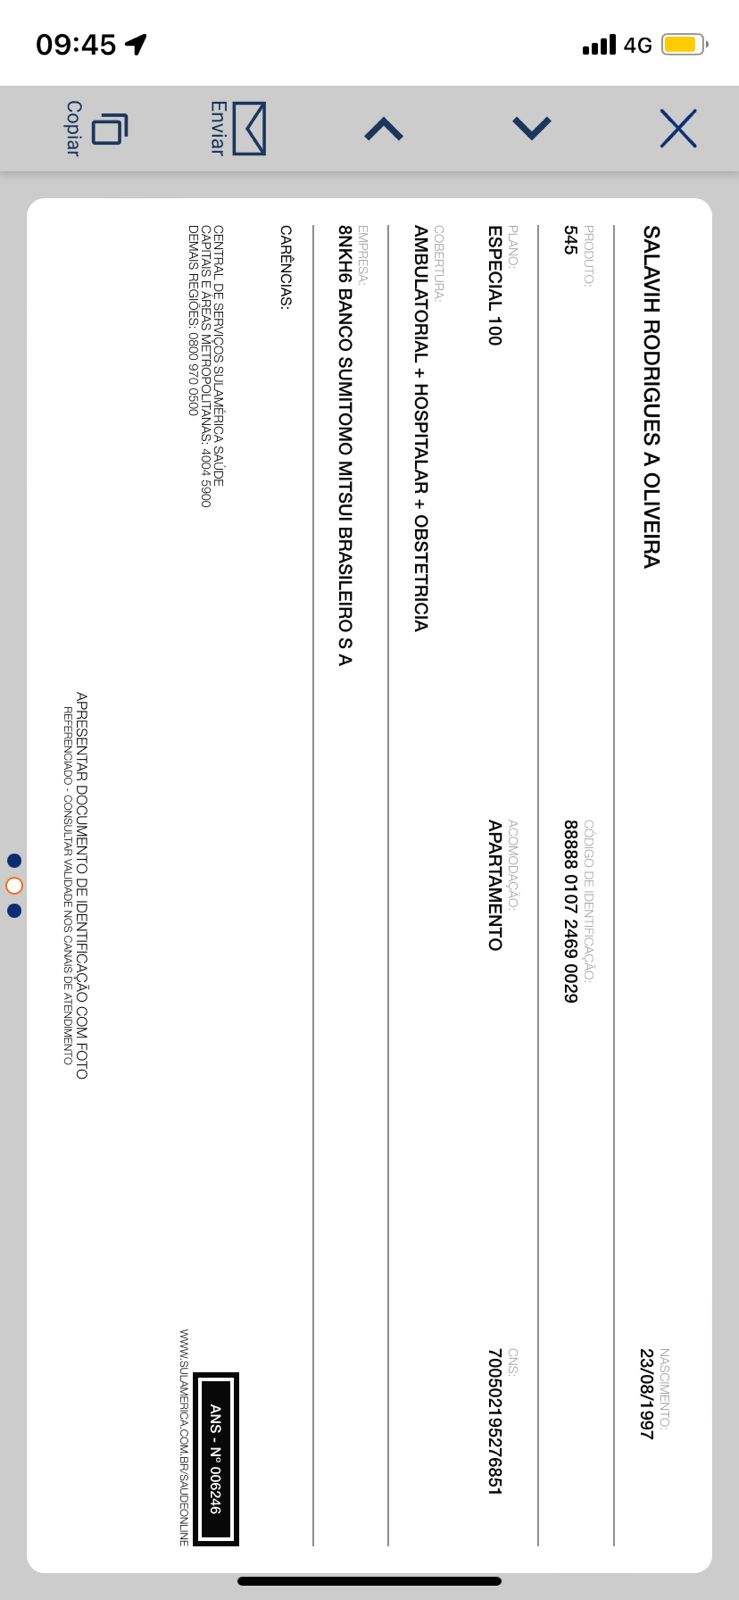 09:45
4G
Copiar
Enviar
SALAVIH RODRIGUES A OLIVEIRA
NASCIMENTO:
23/08/1997
PRODUTO:
545
CÓDIGO DE IDENTIFICAÇÃO:
88888 0107 2469 0029
PLANO:
ESPECIAL 100
ACOMODAÇÃO:
APARTAMENTO
CNS:
700502195276851
COBERTURA:
AMBULATORIAL + HOSPITALAR + OBSTETRICIA
EMPRESA:
8NKH6 BANCO SUMITOMO MITSUI BRASILEIRO S A
CARÊNCIAS:
CENTRAL DE SERVIÇOS SULAMÉRICA SAÚDE
CAPITAIS E ÁREAS METROPOLITANAS: 4004 5900
DEMAIS REGIÕES: 0800 970 0500
ANS - Nº 006246
WWW.SULAMERICA.COM.BR/SAUDEONLINE
APRESENTAR DOCUMENTO DE IDENTIFICAÇÃO COM FOTO
REFERENCIADO - CONSULTAR VALIDADE NOS CANAIS DE ATENDIMENTO